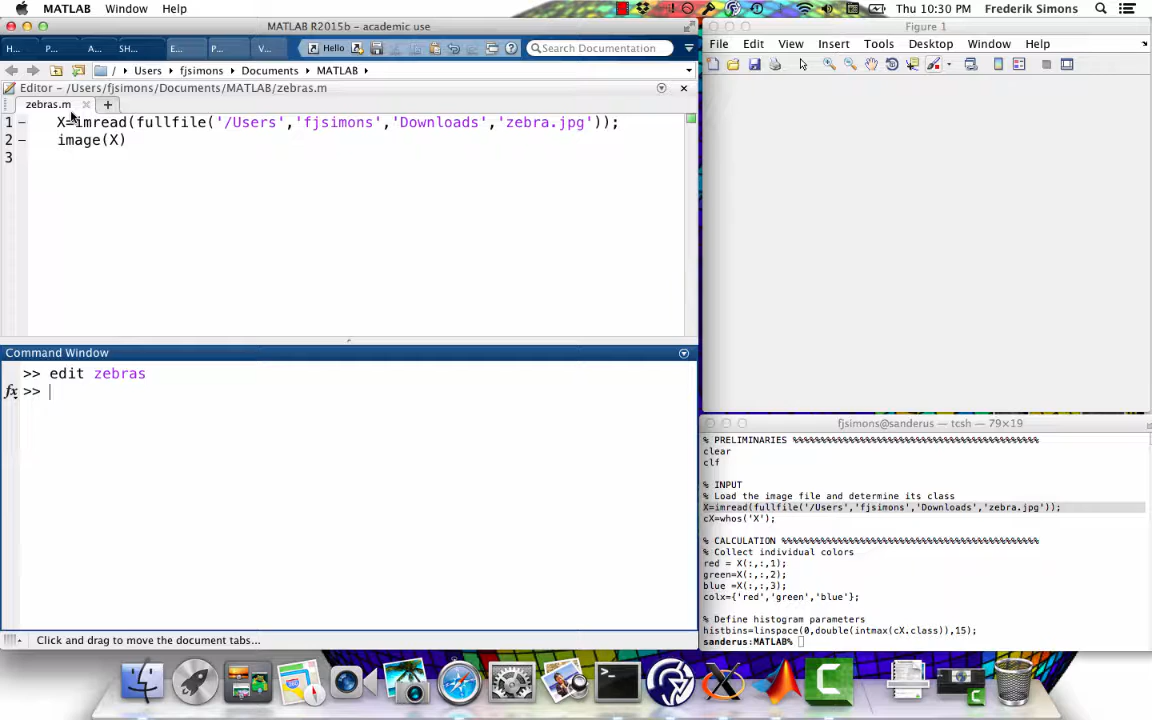 MATLAB Window Help
Thu 10:30 PM Frederik Simons
MATLAB R2015b - academic use
H... P... A... SH... E... P... V... Hello Search Documentation
/ Users fjsimons Documents MATLAB
Editor - /Users/fjsimons/Documents/MATLAB/zebras.m
zebras.m
1 - X=imread(fullfile('/Users','fjsimons','Downloads','zebra.jpg'));
2 - image(X)
3
Command Window
>> edit zebras
fx >>
Click and drag to move the document tabs...
Figure 1
File Edit View Insert Tools Desktop Window Help
fjsimons@sanderus — tcsh — 79×19
% PRELIMINARIES %%%%%%%%%%%%%%%%%%%%%%%%%%%%%%%%%%%%%%%%%%%%
clear
clf
% INPUT
% Load the image file and determine its class
X=imread(fullfile('/Users','fjsimons','Downloads','zebra.jpg'));
cX=whos('X');
% CALCULATION %%%%%%%%%%%%%%%%%%%%%%%%%%%%%%%%%%%%%%%%%%%%%%
% Collect individual colors
red = X(:,:,1);
green=X(:,:,2);
blue =X(:,:,3);
colx={'red','green','blue'};
% Define histogram parameters
histbins=linspace(0,double(intmax(cX.class)),15);
sanderus:MATLAB%